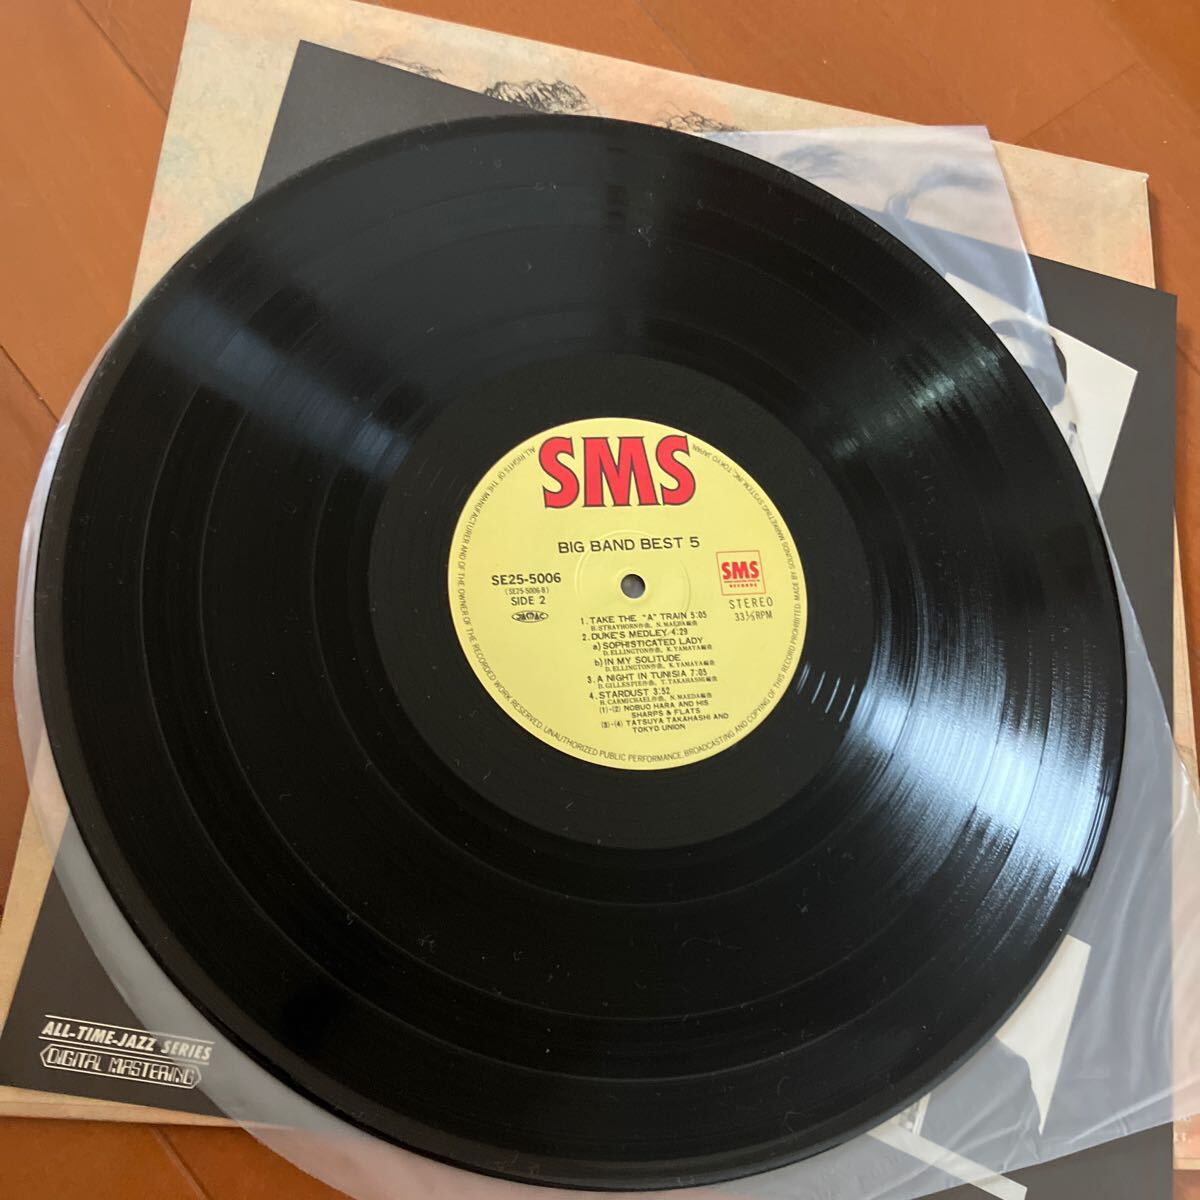 SMS
BIG BAND BEST 5
SE25-5006
(SE25-5006 B)
SIDE 2
SMS
RECORDS
STEREO
33⅓RPM
1. TAKE THE "A" TRAIN 5:05
B. STRAYHORN作曲, N. MAEDA編曲
2. DUKE'S MEDLEY 4:29
a) SOPHISTICATED LADY
D. ELLINGTON作曲, K. YAMAYA編曲
b) IN MY SOLITUDE
D. ELLINGTON作曲, K. YAMAYA編曲
3. A NIGHT IN TUNISIA 7:05
D. GILLESPIE作曲, T. TAKAHASHI編曲
4. STARDUST 3:52
H. CARMICHAEL作曲, N. MAEDA編曲
(1)-(2) NOBUO HARA AND HIS
SHARPS & FLATS
(3)-(4) TATSUYA TAKAHASHI AND
TOKYO UNION
ALL RIGHTS OF THE MANUFACTURER AND OF THE OWNER OF THE RECORDED WORK RESERVED. UNAUTHORIZED PUBLIC PERFORMANCE, BROADCASTING AND COPYING OF THIS RECORD PROHIBITED. MADE BY SOUNDS MARKETING SYSTEM, INC. TOKYO JAPAN
ALL-TIME-JAZZ SERIES
DIGITAL MASTERING